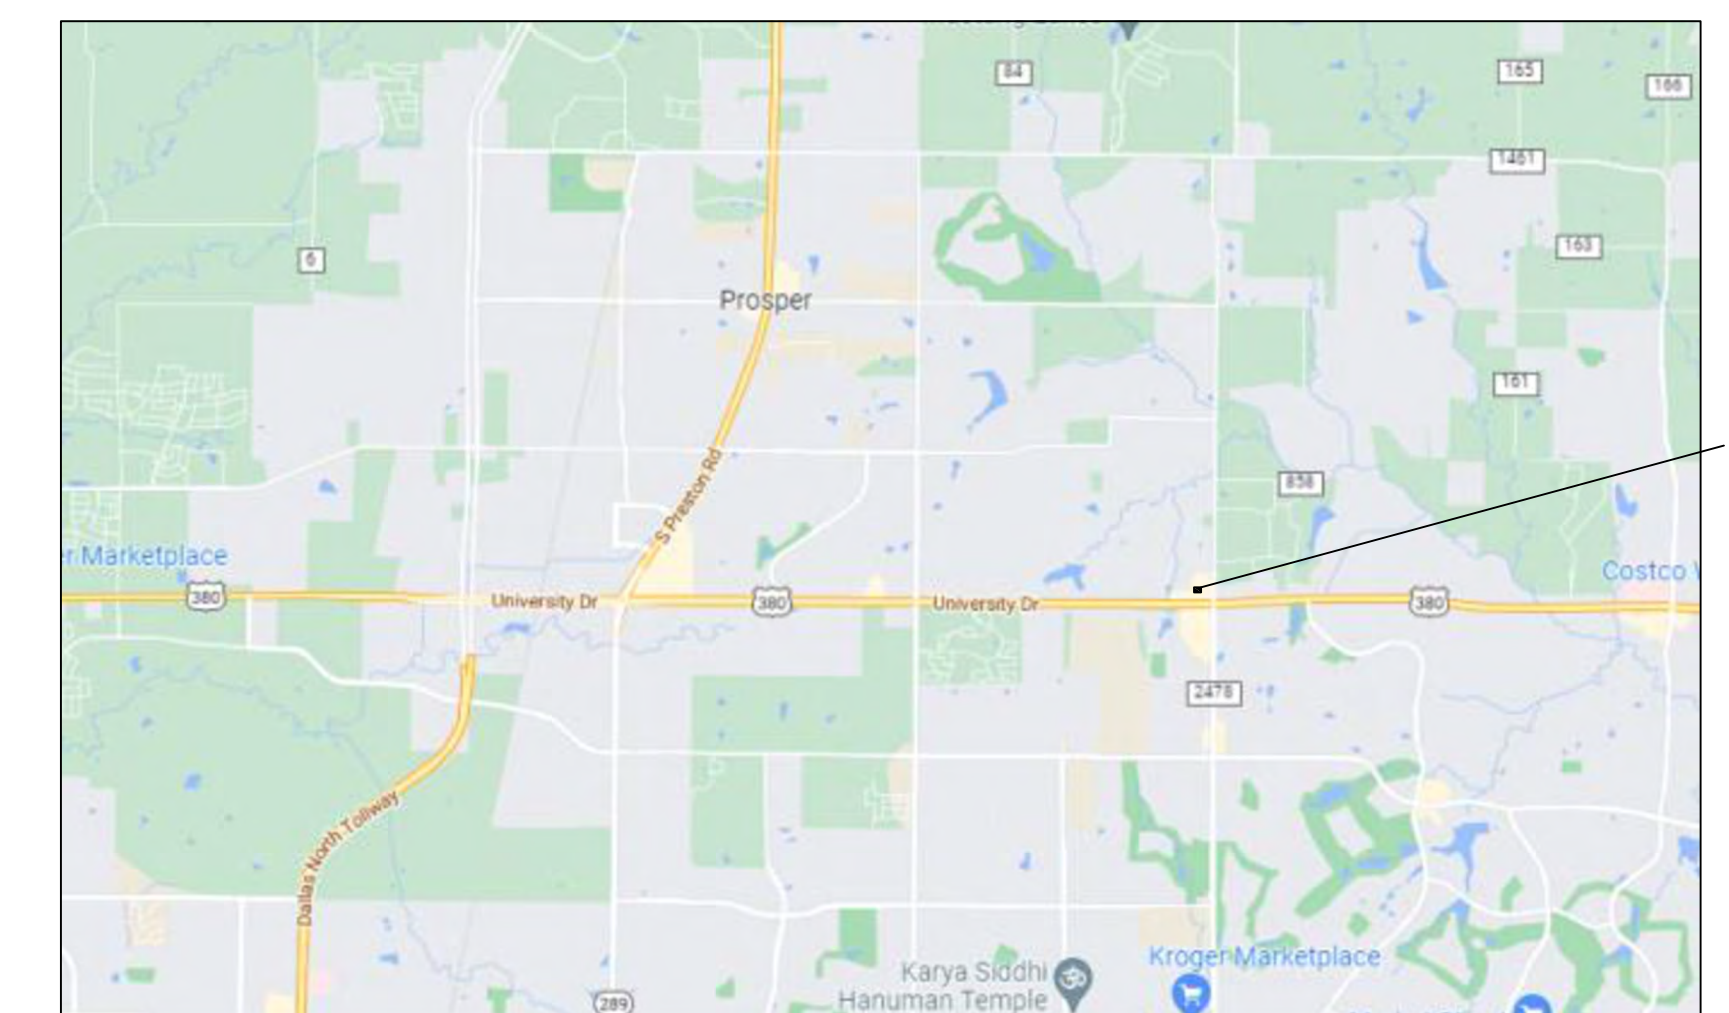 84
165
166
1461
6
163
Prosper
161
S Preston Rd
838
er Marketplace
Costco
380
University Dr
380
University Dr
380
2478
Dallas North Tollway
Karya Siddhi
Hanuman Temple
Kroger Marketplace
289